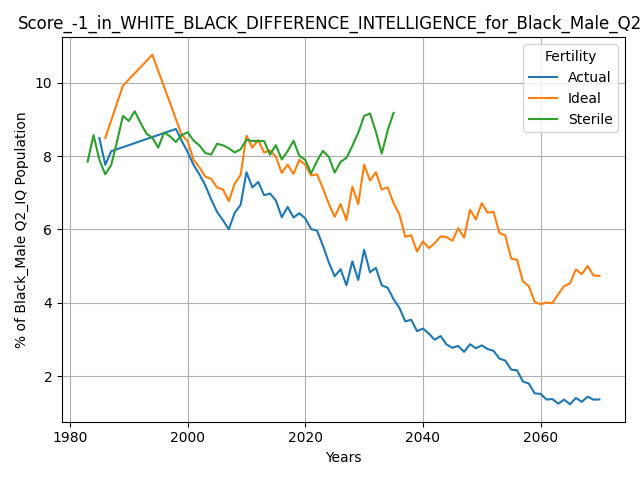 Score_-1_in_WHITE_BLACK_DIFFERENCE_INTELLIGENCE_for_Black_Male_Q2
Fertility
Actual
Ideal
Sterile
% of Black_Male Q2_IQ Population
10
8
6
4
2
1980
2000
2020
2040
2060
Years